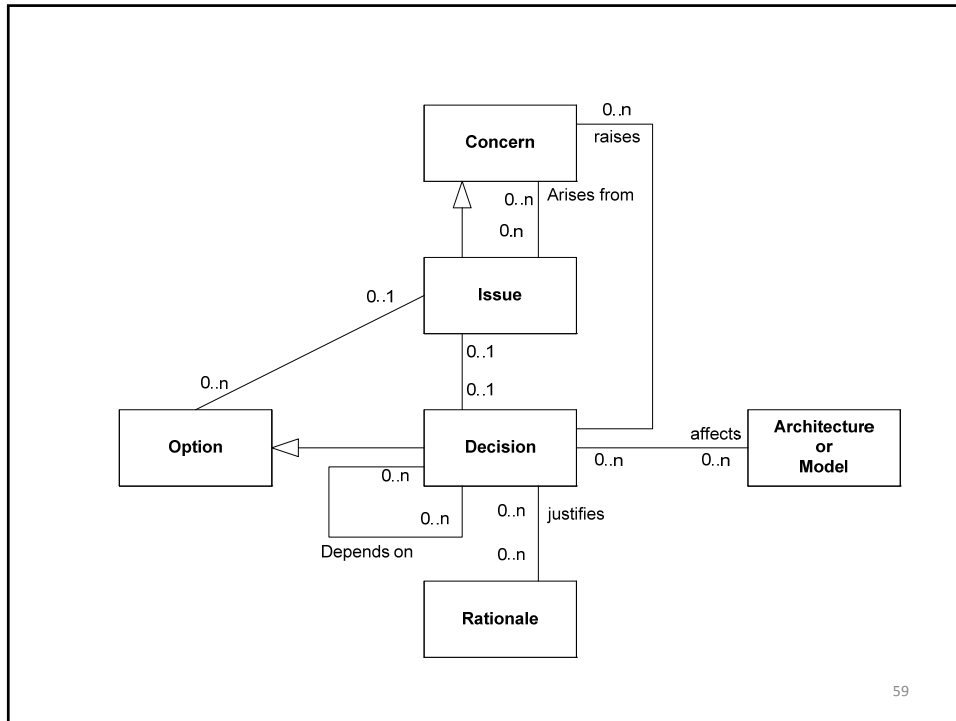 0..n
Concern
raises
0..n
Arises from
0.n
0..1
Issue
0..1
0..n
0..1
Option
Decision
affects
Architecture
or
Model
0..n
0..n
0..n
0..n
0..n
justifies
Depends on
0..n
Rationale
59